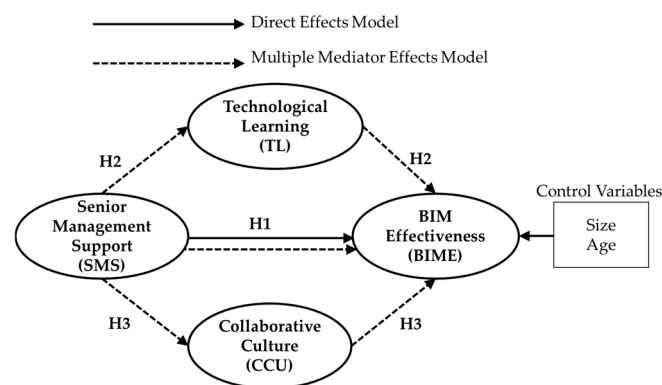 Direct Effects Model
Multiple Mediator Effects Model
Technological
Learning
(TL)
H2
H2
Control Variables
Senior
Management
Support
(SMS)
H1
BIM
Effectiveness
(BIME)
Size
Age
H3
H3
Collaborative
Culture
(CCU)